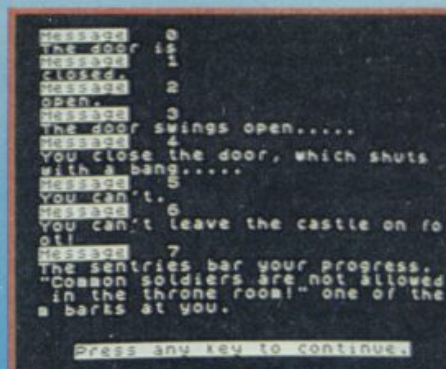 Message 0
The door is
Message 1
closed.
Message 2
open.
Message 3
The door swings open.....
Message 4
You close the door, which shuts
with a bang.....
Message 5
You can't.
Message 6
You can't leave the castle on fo
ot!
Message 7
The sentries bar your progress.
"Common soldiers are not allowed
in the throne room!" one of the
m barks at you.
Press any key to continue.